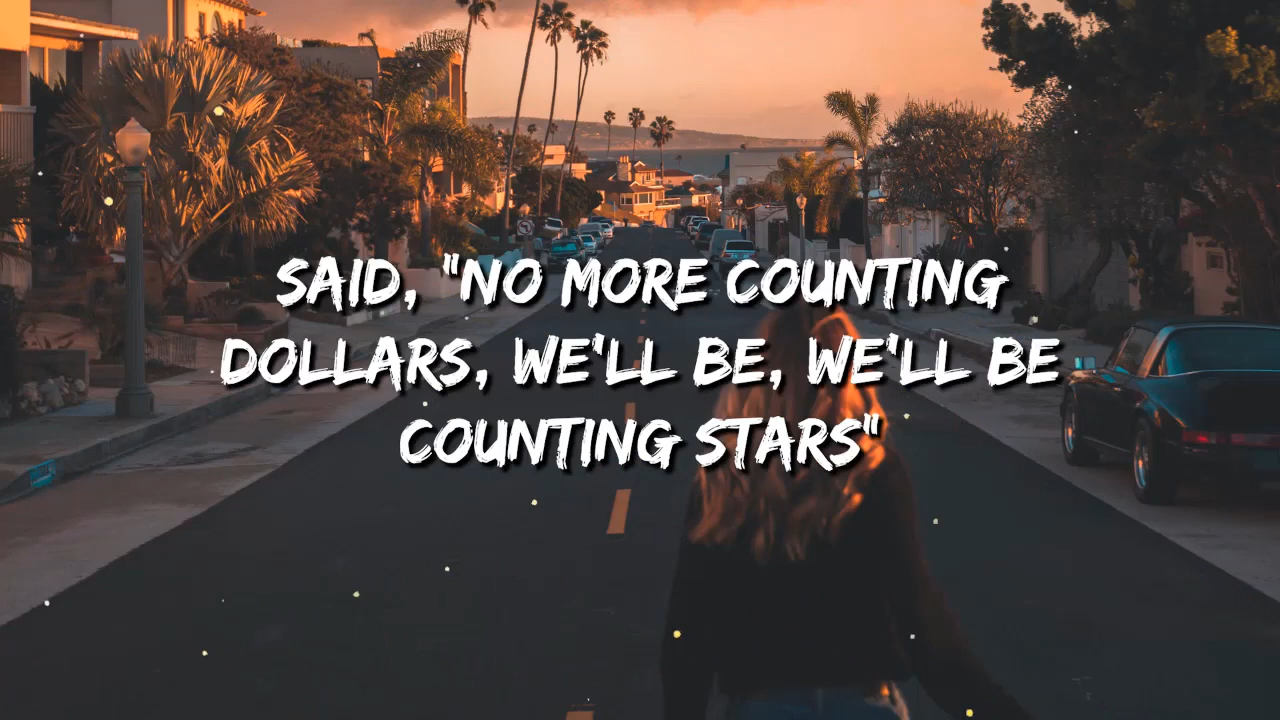 SAID, "NO MORE COUNTING
DOLLARS, WE'LL BE, WE'LL BE
COUNTING STARS"